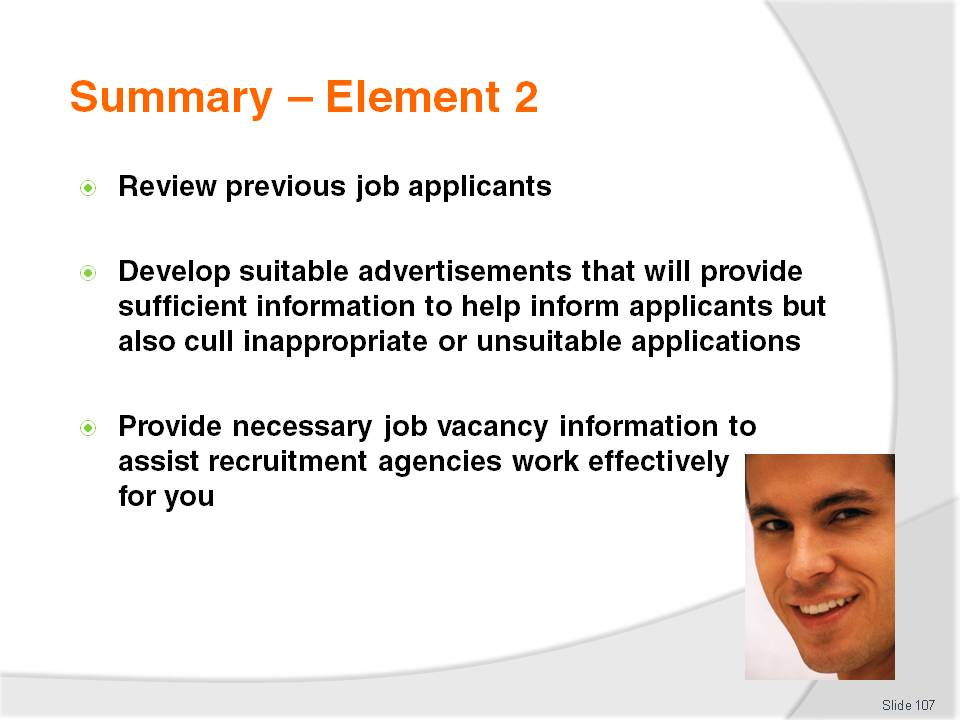 Summary – Element 2
Review previous job applicants
Develop suitable advertisements that will provide
sufficient information to help inform applicants but
also cull inappropriate or unsuitable applications
Provide necessary job vacancy information to
assist recruitment agencies work effectively
for you
Slide 107